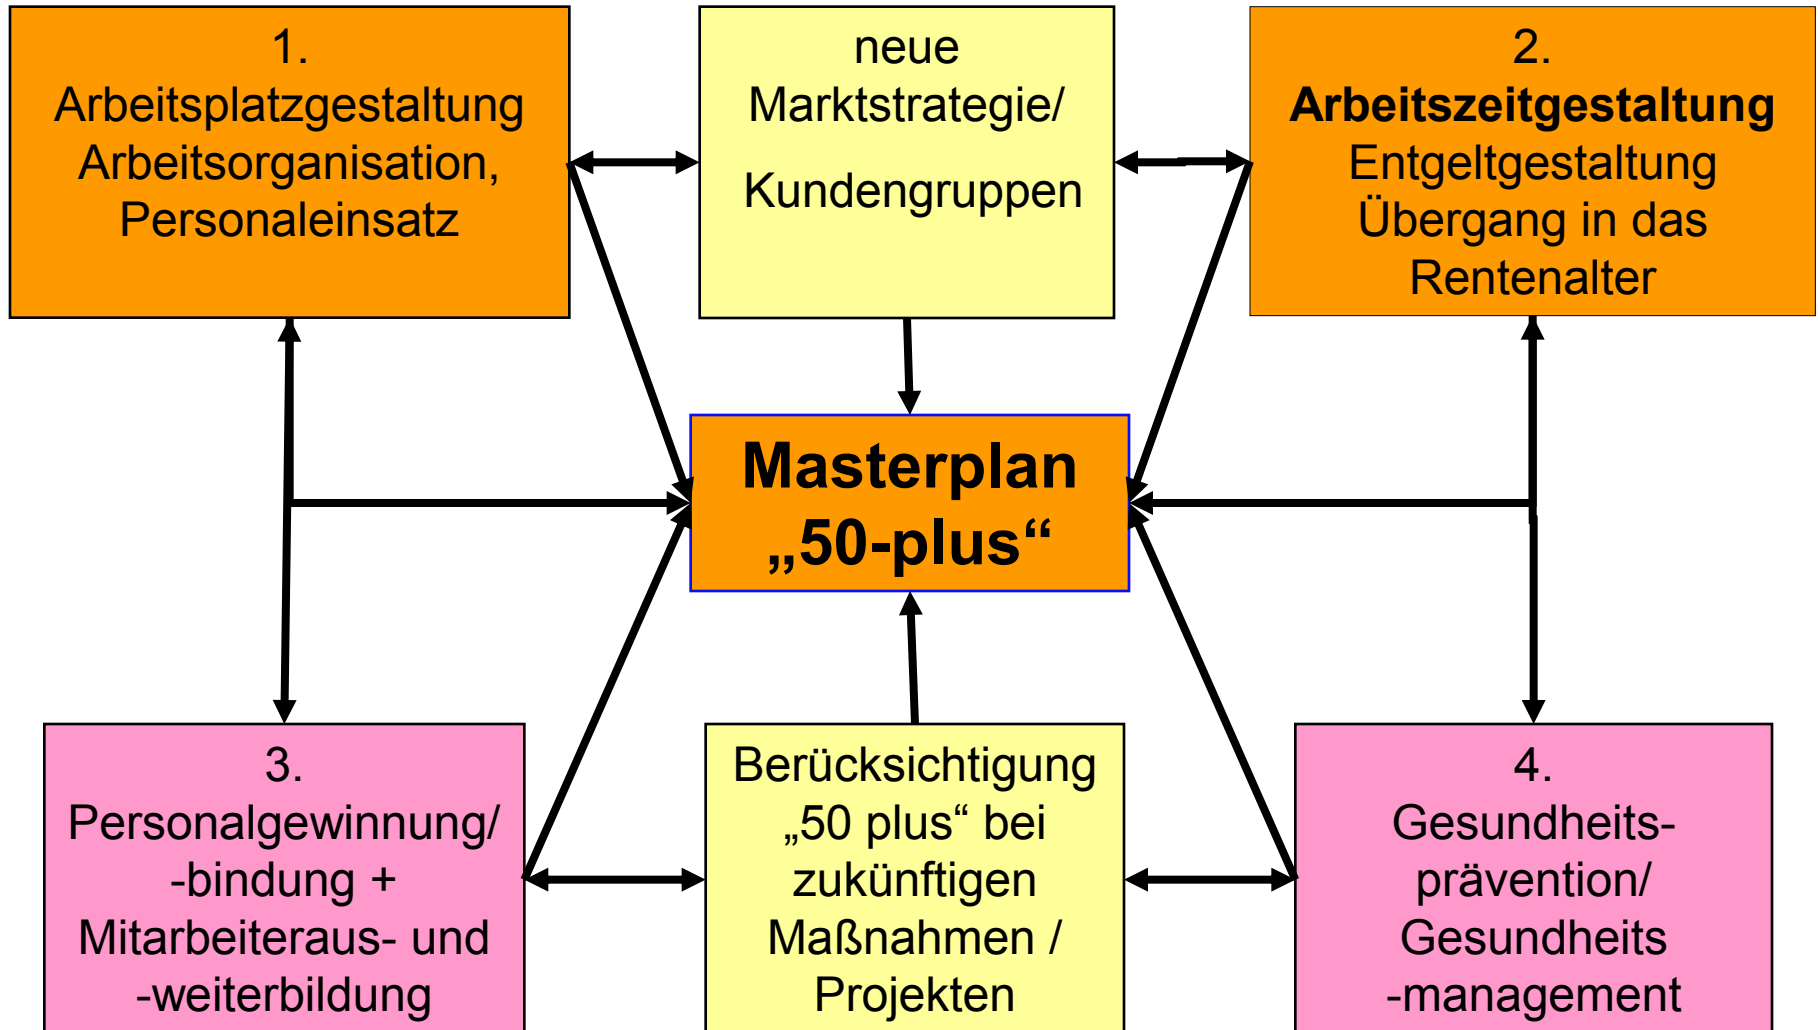 1.
Arbeitsplatzgestaltung
Arbeitsorganisation,
Personaleinsatz
neue
Marktstrategie/
Kundengruppen
2.
Arbeitszeitgestaltung
Entgeltgestaltung
Übergang in das
Rentenalter
Masterplan
„50-plus“
3.
Personalgewinnung/
-bindung +
Mitarbeiteraus- und
-weiterbildung
Berücksichtigung
„50 plus“ bei
zukünftigen
Maßnahmen /
Projekten
4.
Gesundheits-
prävention/
Gesundheits
-management